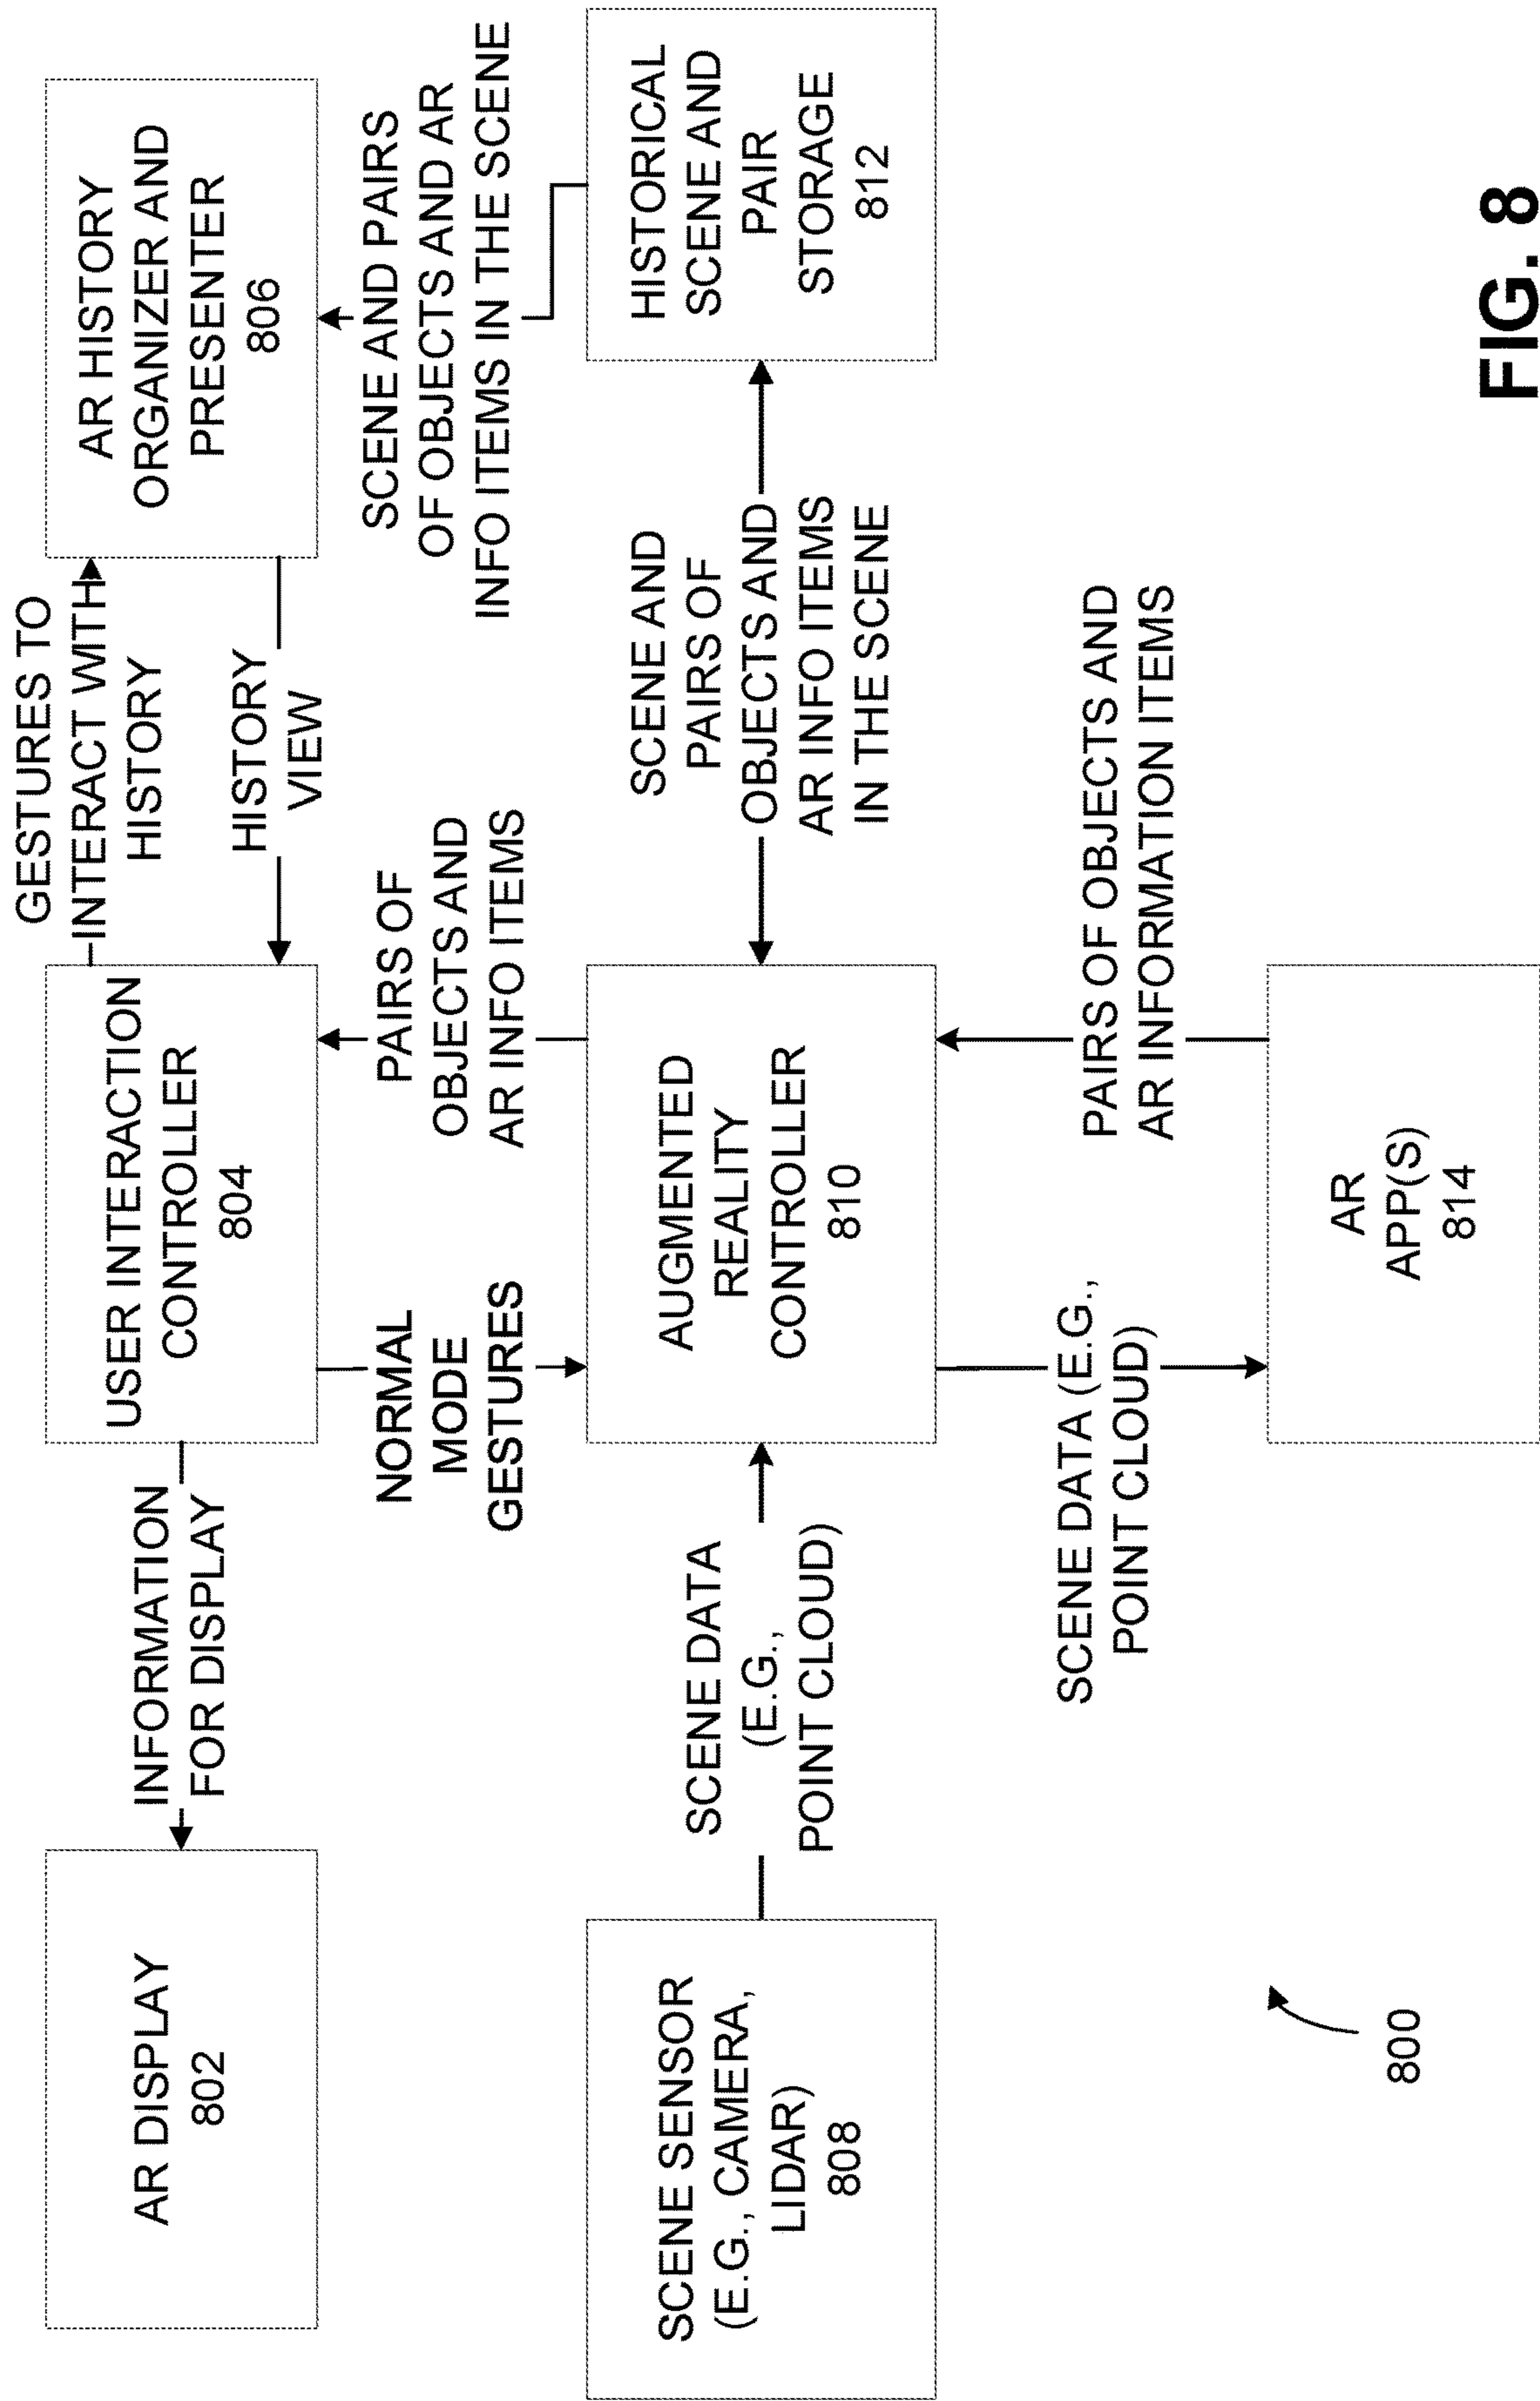 AR DISPLAY
802
INFORMATION
FOR DISPLAY
USER INTERACTION
CONTROLLER
804
GESTURES TO
INTERACT WITH
HISTORY
HISTORY
VIEW
AR HISTORY
ORGANIZER AND
PRESENTER
806
NORMAL
MODE
GESTURES
PAIRS OF
OBJECTS AND
AR INFO ITEMS
SCENE AND PAIRS
OF OBJECTS AND AR
INFO ITEMS IN THE SCENE
SCENE SENSOR
(E.G., CAMERA,
LIDAR)
808
SCENE DATA
(E.G.,
POINT CLOUD)
AUGMENTED
REALITY
CONTROLLER
810
SCENE AND
PAIRS OF
OBJECTS AND
AR INFO ITEMS
IN THE SCENE
HISTORICAL
SCENE AND
PAIR
STORAGE
812
SCENE DATA (E.G.,
POINT CLOUD)
PAIRS OF OBJECTS AND
AR INFORMATION ITEMS
AR
APP(S)
814
800
FIG. 8